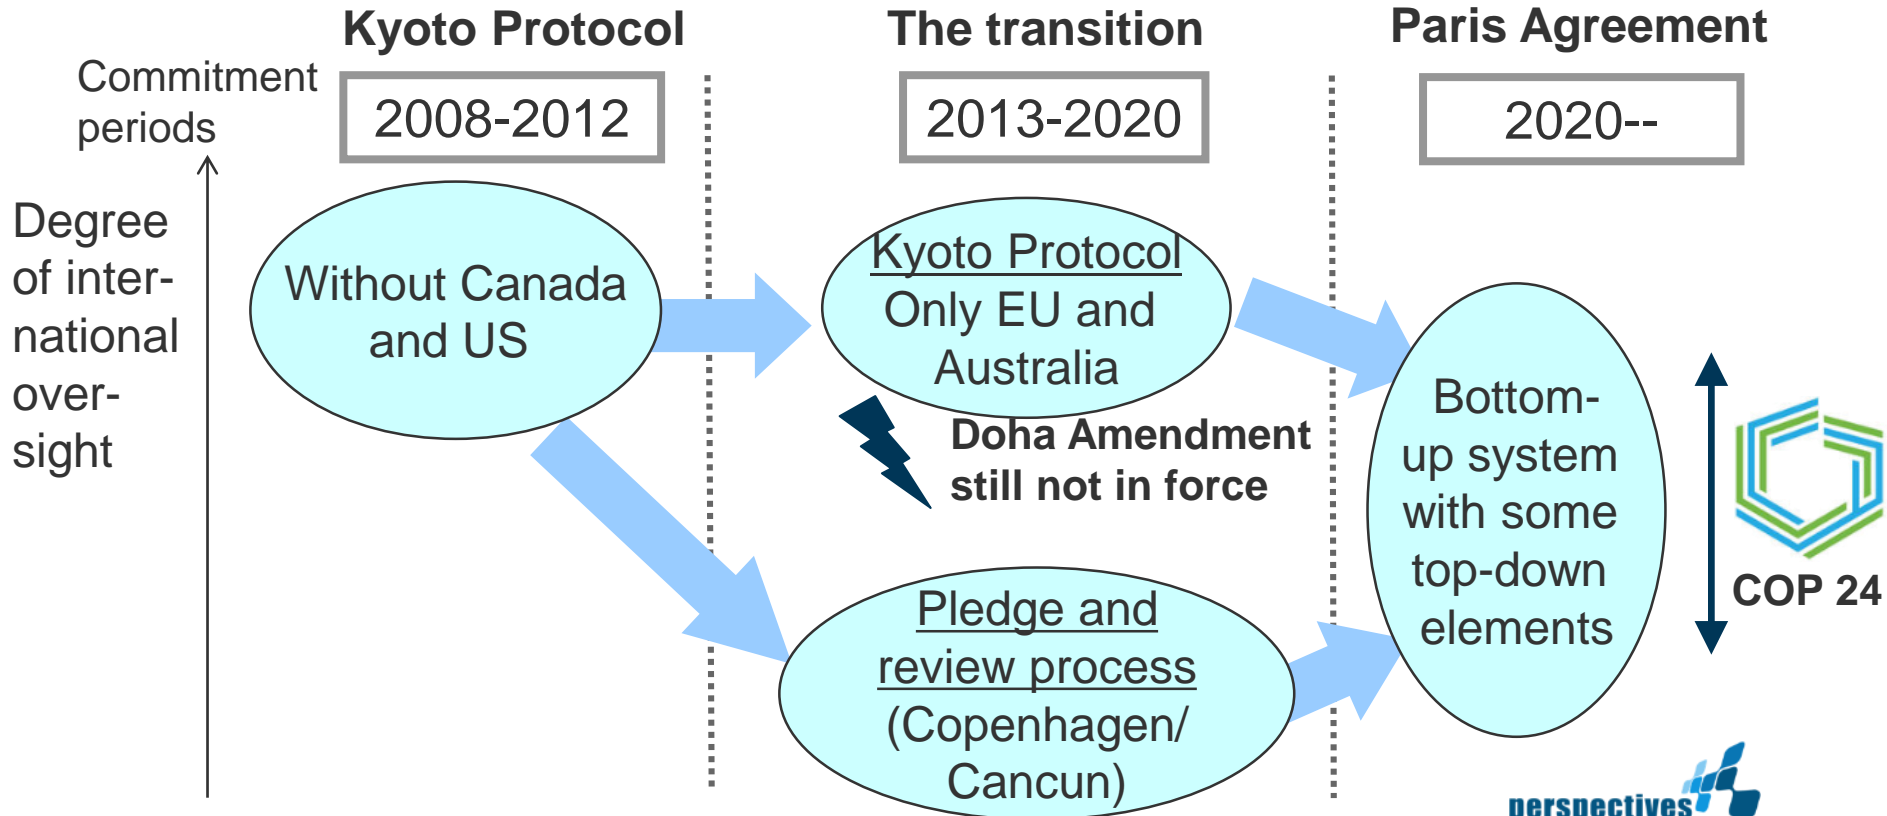 Kyoto Protocol
The transition
Paris Agreement
Commitment
periods
2008-2012
2013-2020
2020--
Degree
of inter-
national
over-
sight
Without Canada
and US
Kyoto Protocol
Only EU and
Australia
Doha Amendment
still not in force
Pledge and
review process
(Copenhagen/
Cancun)
Bottom-
up system
with some
top-down
elements
COP 24
perspectives